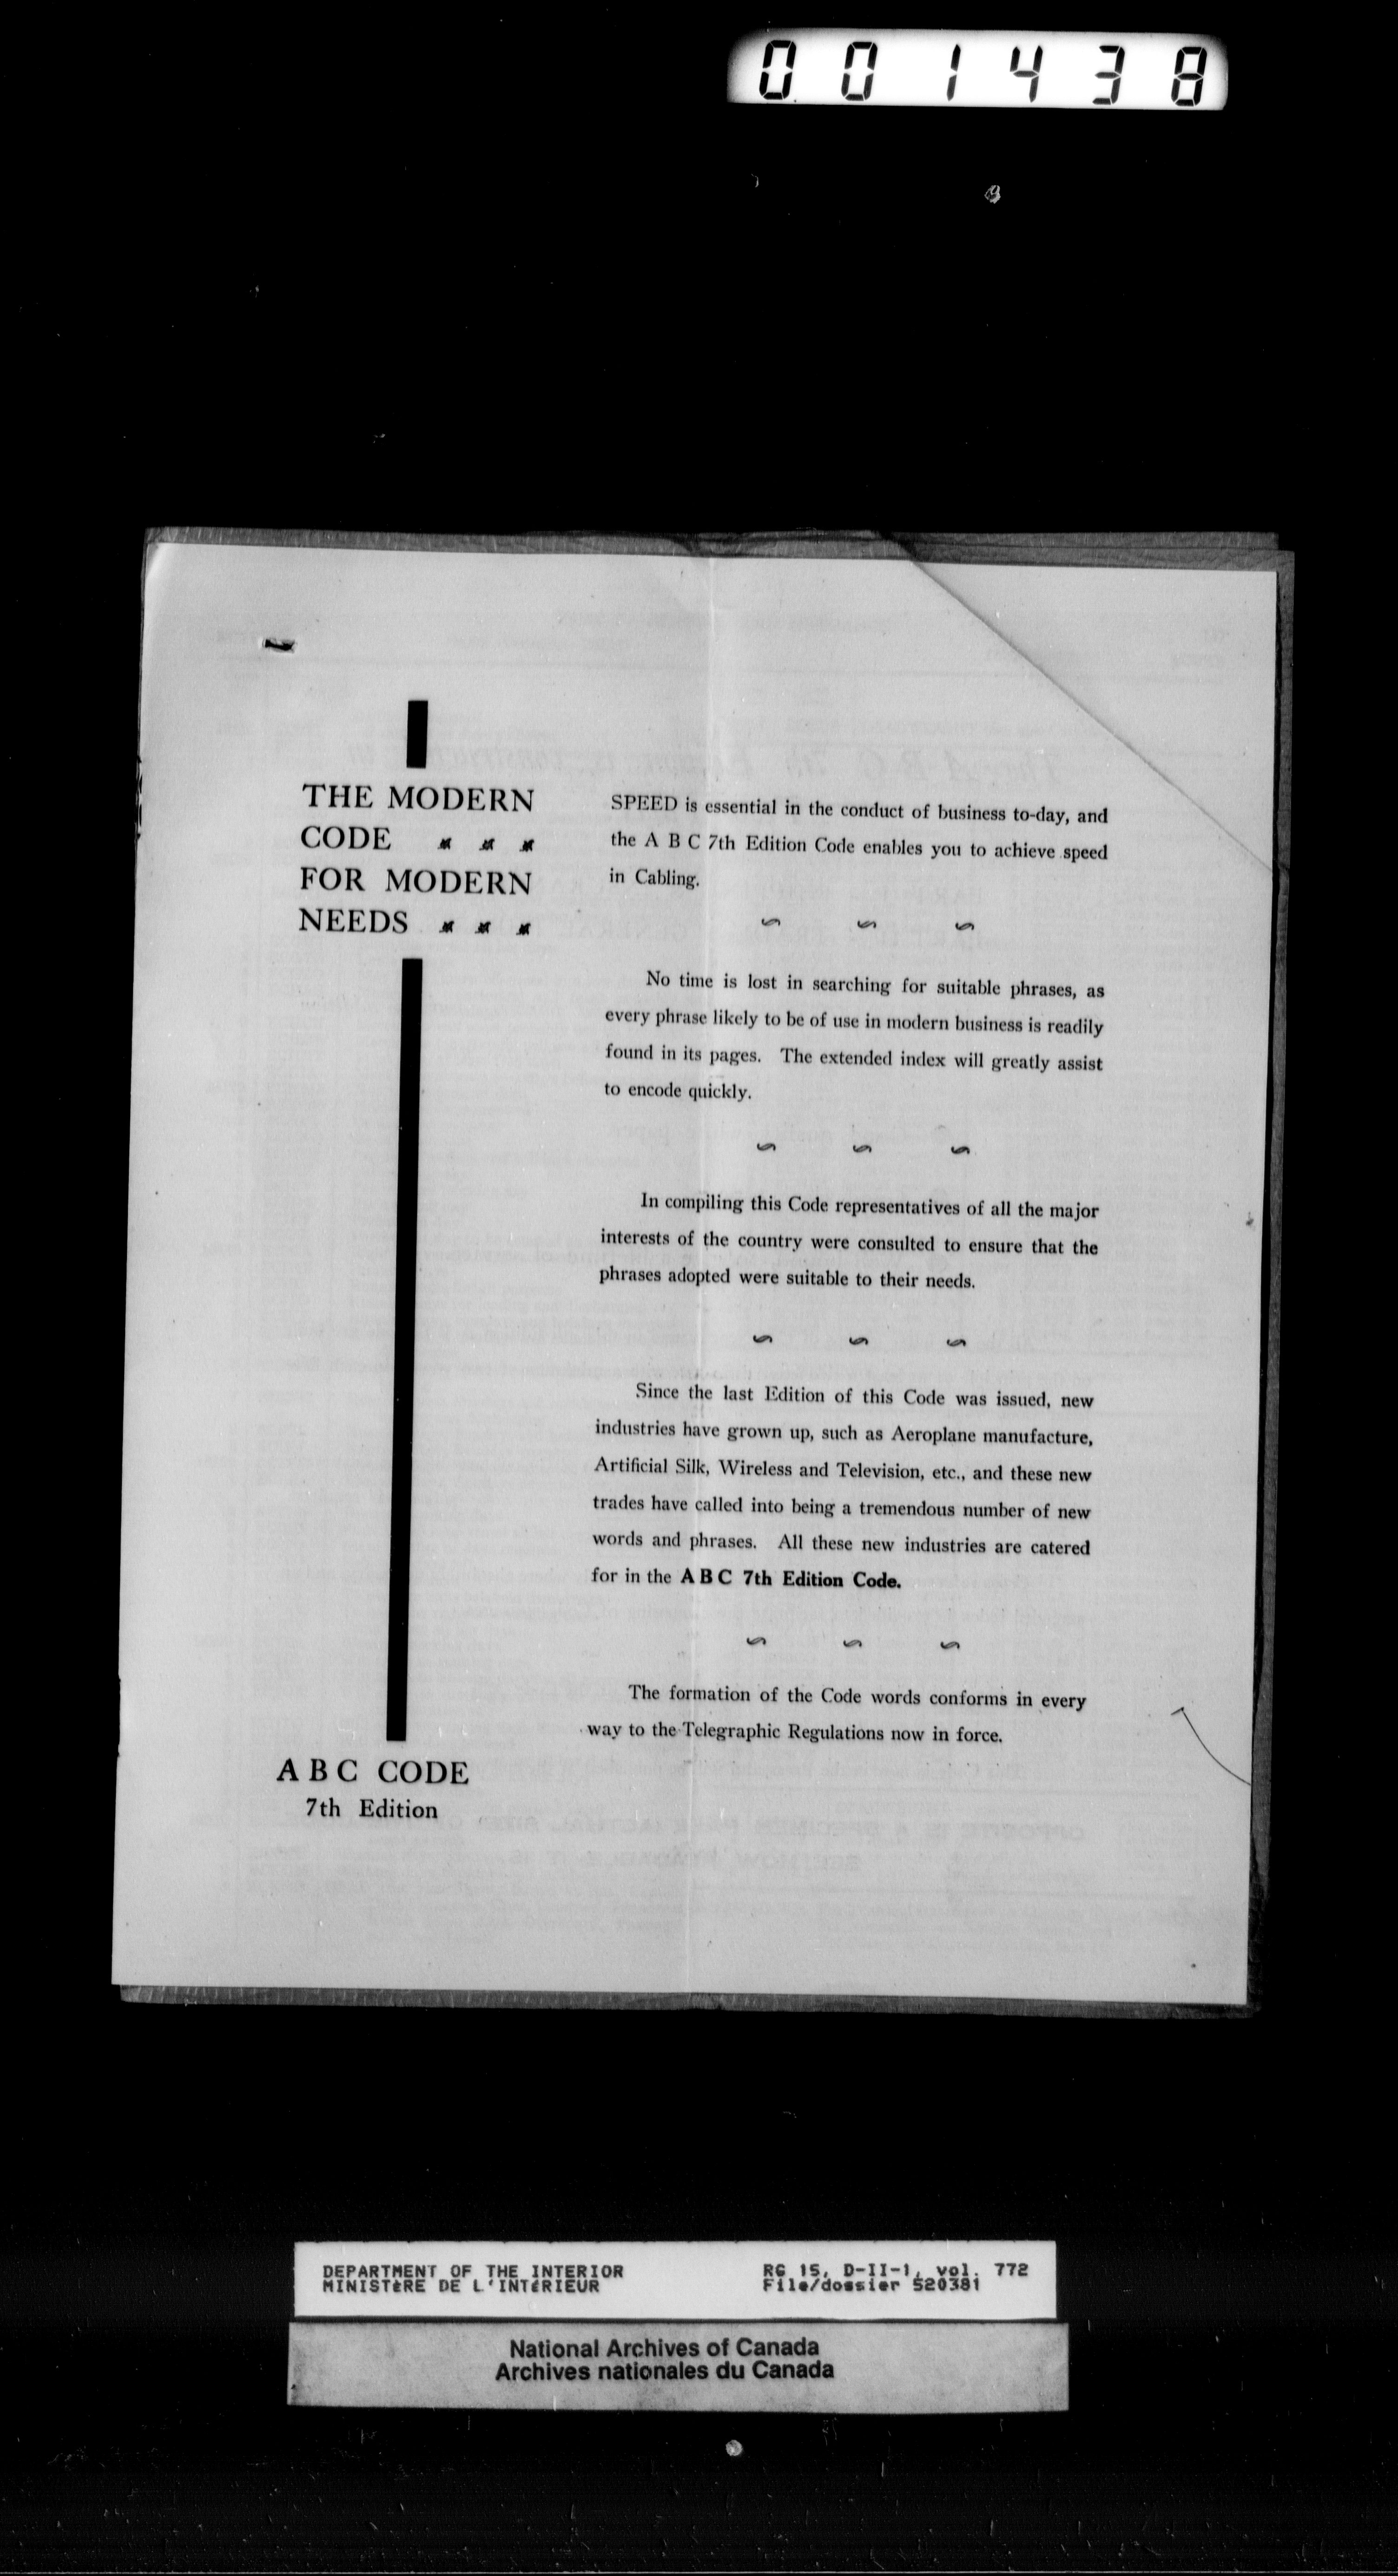 001438
THE MODERN
CODE
FOR MODERN
NEEDS
SPEED is essential in the conduct of business to-day, and
the A B C 7th Edition Code enables you to achieve speed
in Cabling.
No time is lost in searching for suitable phrases, as
every phrase likely to be of use in modern business is readily
found in its pages. The extended index will greatly assist
to encode quickly.
In compiling this Code representatives of all the major
interests of the country were consulted to ensure that the
phrases adopted were suitable to their needs.
Since the last Edition of this Code was issued, new
industries have grown up, such as Aeroplane manufacture,
Artificial Silk, Wireless and Television, etc., and these new
trades have called into being a tremendous number of new
words and phrases. All these new industries are catered
for in the A B C 7th Edition Code.
The formation of the Code words conforms in every
way to the Telegraphic Regulations now in force.
A B C CODE
7th Edition
DEPARTMENT OF THE INTERIOR
MINISTèRE DE L'INTéRIEUR
RG 15, D-II-1, vol. 772
File/dossier 520381
National Archives of Canada
Archives nationales du Canada